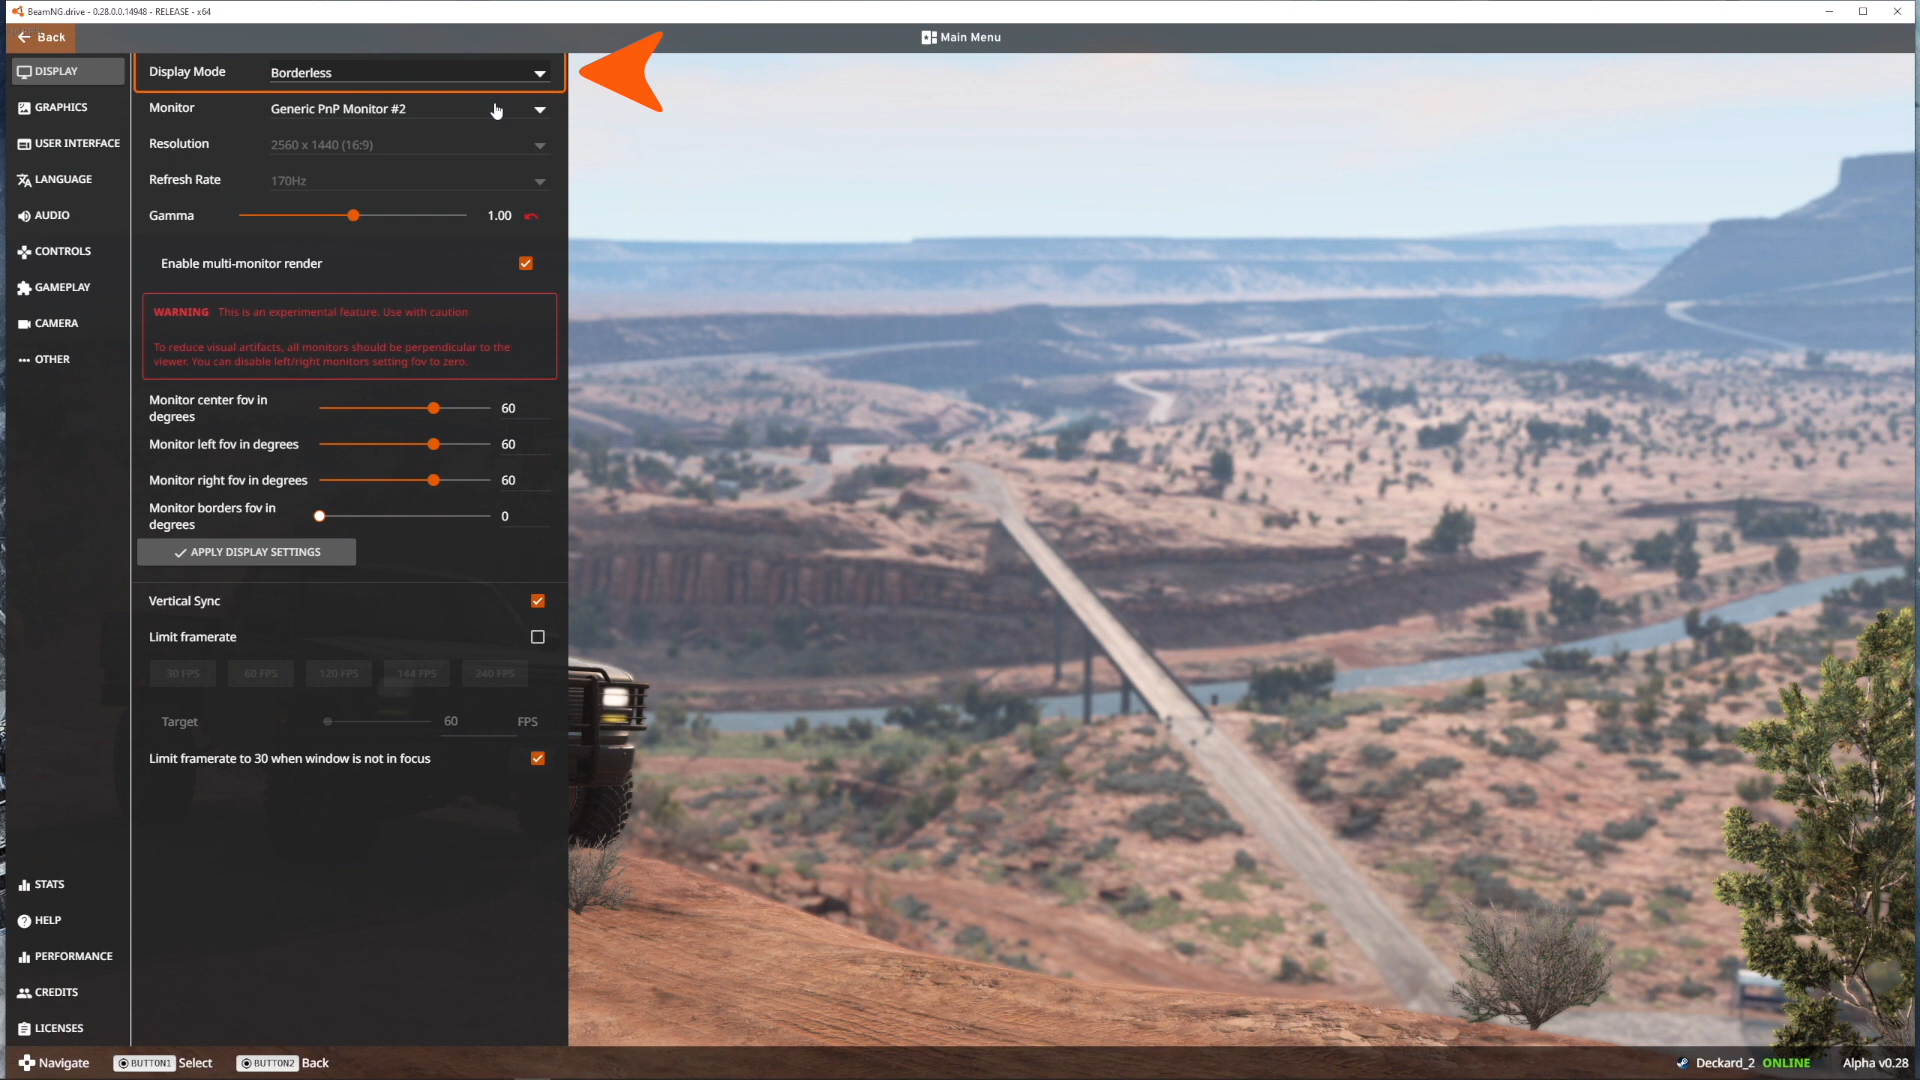 BeamNG.drive - 0.28.0.0.14948 - RELEASE - x64
Back
Main Menu
DISPLAY
GRAPHICS
USER INTERFACE
LANGUAGE
AUDIO
CONTROLS
GAMEPLAY
CAMERA
OTHER
STATS
HELP
PERFORMANCE
CREDITS
LICENSES
Display Mode Borderless
Monitor Generic PnP Monitor #2
Resolution 2560 x 1440 (16:9)
Refresh Rate 170Hz
Gamma 1.00
Enable multi-monitor render
WARNING This is an experimental feature. Use with caution
To reduce visual artifacts, all monitors should be perpendicular to the
viewer. You can disable left/right monitors setting fov to zero.
Monitor center fov in
degrees 60
Monitor left fov in degrees 60
Monitor right fov in degrees 60
Monitor borders fov in
degrees 0
APPLY DISPLAY SETTINGS
Vertical Sync
Limit framerate
30 FPS 60 FPS 120 FPS 144 FPS 240 FPS
Target 60 FPS
Limit framerate to 30 when window is not in focus
Navigate BUTTON1 Select BUTTON2 Back
Deckard_2 ONLINE Alpha v0.28